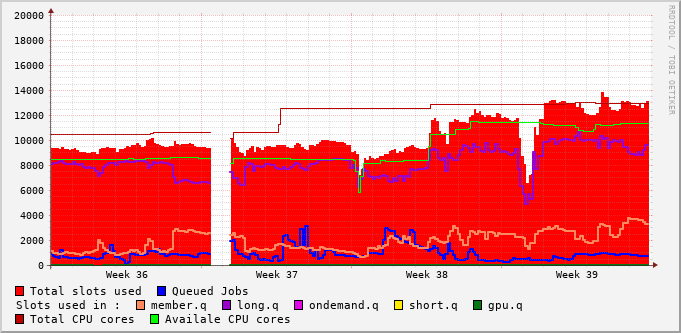 20000
18000
16000
14000
12000
10000
8000
6000
4000
2000
0
Week 36 Week 37 Week 38 Week 39
RRDTOOL / TOBI OETIKER
Total slots used Queued Jobs
Slots used in : member.q long.q ondemand.q short.q gpu.q
Total CPU cores Availale CPU cores